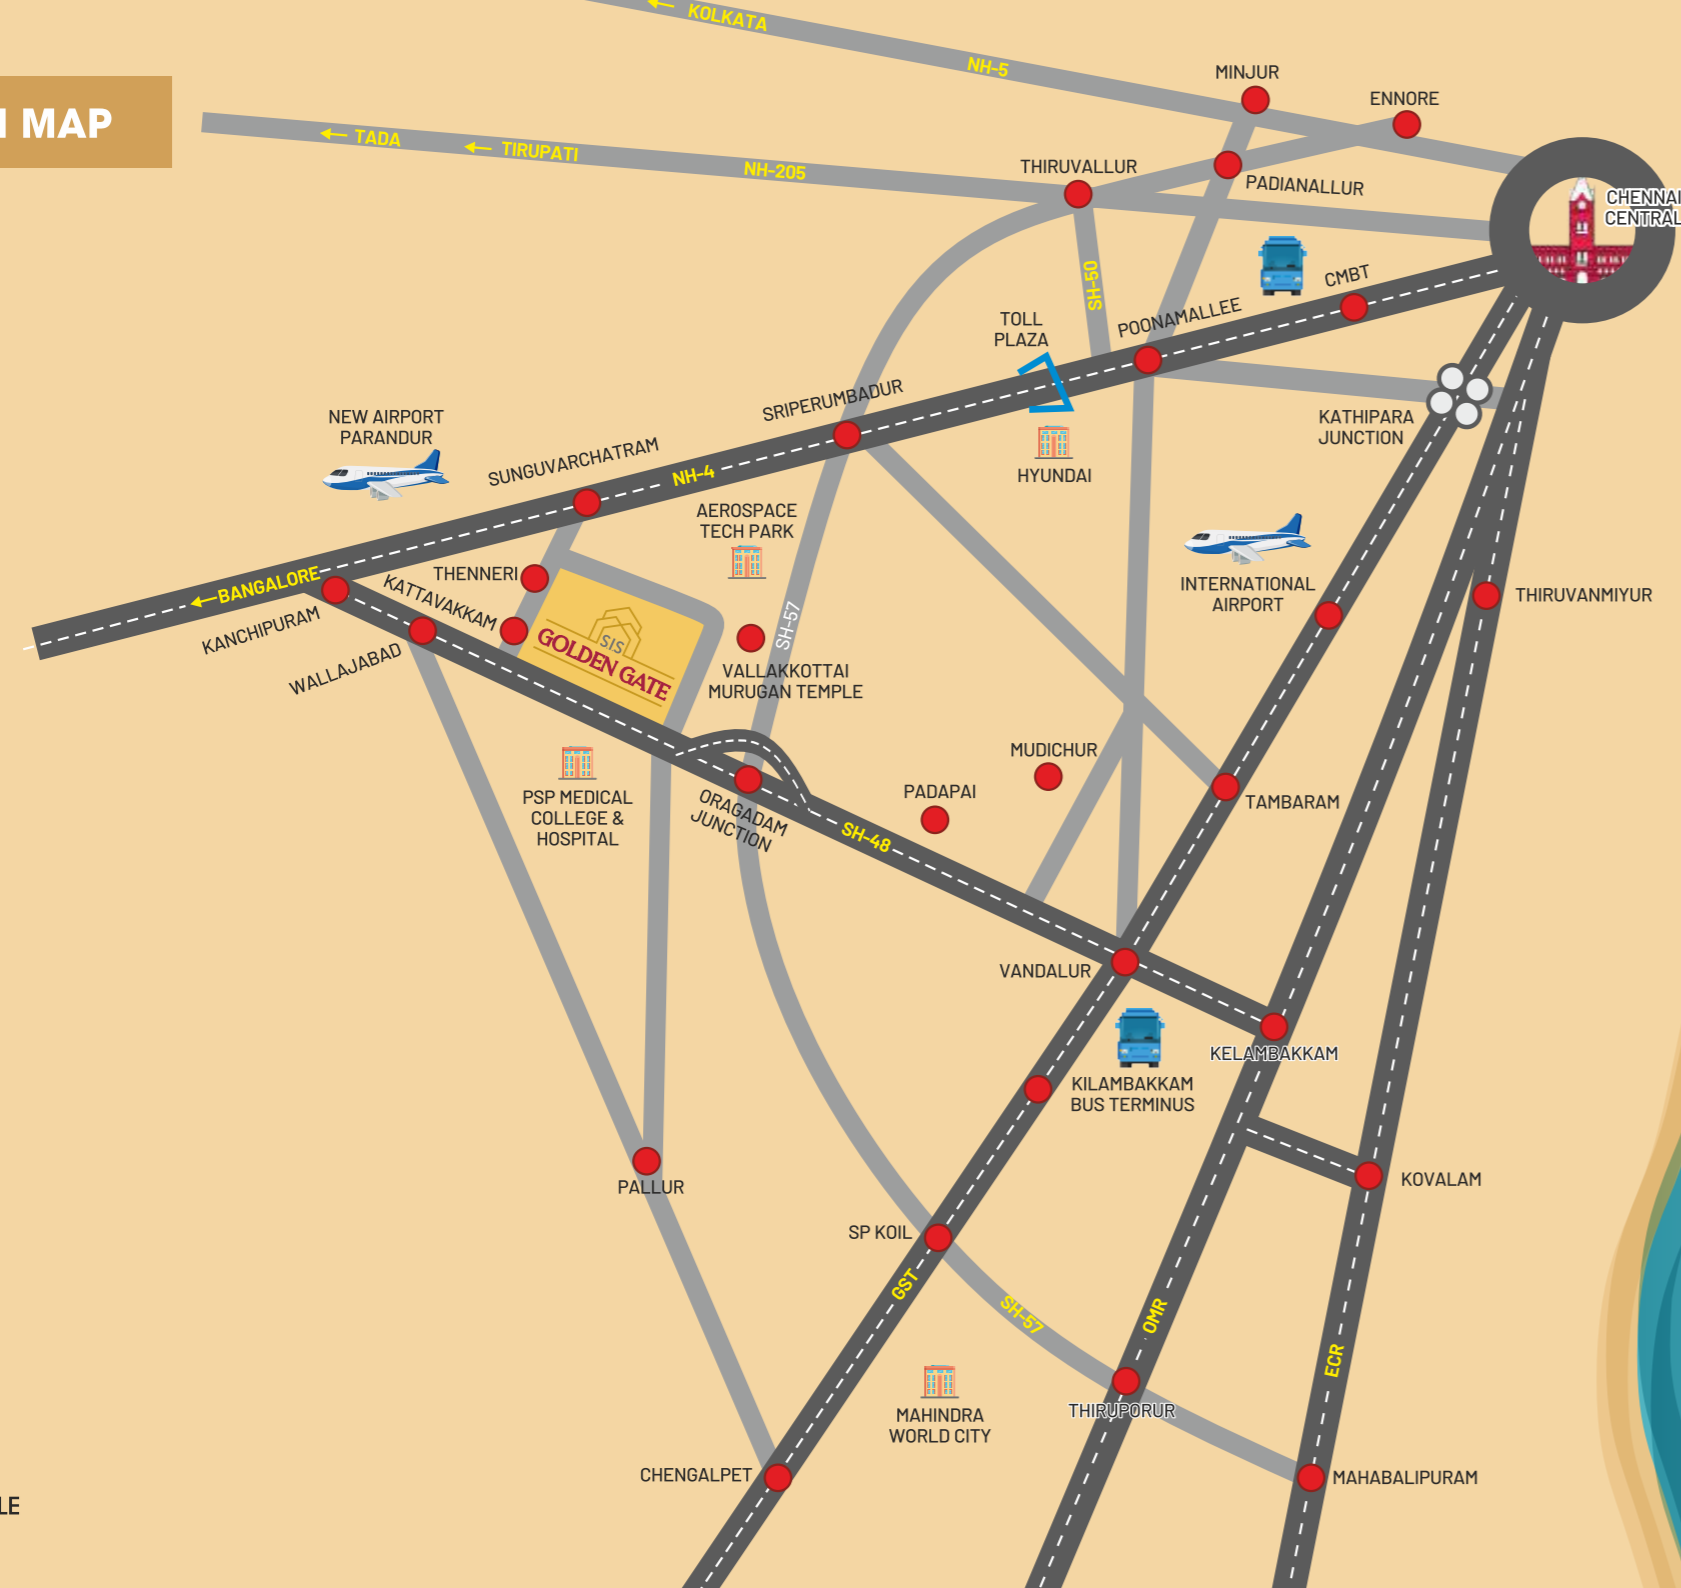 KOLKATA
NH-5
MINJUR
ENNORE
MAP
TADA
TIRUPATI
NH-205
THIRUVALLUR
PADIANALLUR
CHENNAI
CENTRAL
SH-50
CMBT
POONAMALLEE
TOLL
PLAZA
SRIPERUMBADUR
KATHIPARA
JUNCTION
NEW AIRPORT
PARANDUR
SUNGUVARCHATRAM
NH-4
HYUNDAI
AEROSPACE
TECH PARK
BANGALORE
THENNERI
KATTAVAKKAM
INTERNATIONAL
AIRPORT
THIRUVANMIYUR
KANCHIPURAM
SIS
GOLDEN GATE
SH-57
WALLAJABAD
VALLAKKOTTAI
MURUGAN TEMPLE
MUDICHUR
PADAPAI
TAMBARAM
PSP MEDICAL
COLLEGE &
HOSPITAL
ORAGADAM
JUNCTION
SH-48
VANDALUR
KELAMBAKKAM
KILAMBAKKAM
BUS TERMINUS
PALLUR
KOVALAM
SP KOIL
GST
SH-57
OMR
ECR
MAHINDRA
WORLD CITY
THIRUPORUR
CHENGALPET
MAHABALIPURAM
LE